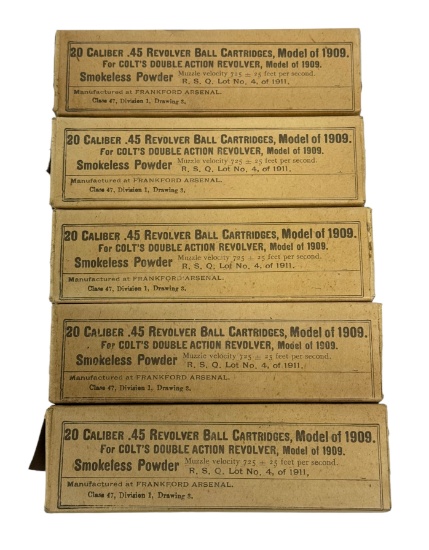 20 CALIBER .45 REVOLVER BALL CARTRIDGES, Model of 1909.
For COLT'S DOUBLE ACTION REVOLVER, Model of 1909.
Smokeless Powder Muzzle velocity 725 ± 25 feet per second.
R, S, Q, Lot No. 4, of 1911,
Manufactured at FRANKFORD ARSENAL.
Class 47, Division 1, Drawing 3.
20 CALIBER .45 REVOLVER BALL CARTRIDGES, Model of 1909.
For COLT'S DOUBLE ACTION REVOLVER, Model of 1909.
Smokeless Powder Muzzle velocity 725 ± 25 feet per second.
R, S, Q, Lot No. 4, of 1911,
Manufactured at FRANKFORD ARSENAL.
Class 47, Division 1, Drawing 3.
20 CALIBER .45 REVOLVER BALL CARTRIDGES, Model of 1909.
For COLT'S DOUBLE ACTION REVOLVER, Model of 1909.
Smokeless Powder Muzzle velocity 725 ± 25 feet per second.
R, S, Q, Lot No. 4, of 1911,
Manufactured at FRANKFORD ARSENAL.
Class 47, Division 1, Drawing 3.
20 CALIBER .45 REVOLVER BALL CARTRIDGES, Model of 1909.
For COLT'S DOUBLE ACTION REVOLVER, Model of 1909.
Smokeless Powder Muzzle velocity 725 ± 25 feet per second.
R, S, Q, Lot No. 4, of 1911,
Manufactured at FRANKFORD ARSENAL.
Class 47, Division 1, Drawing 3.
20 CALIBER .45 REVOLVER BALL CARTRIDGES, Model of 1909.
For COLT'S DOUBLE ACTION REVOLVER, Model of 1909.
Smokeless Powder Muzzle velocity 725 ± 25 feet per second.
R, S, Q, Lot No. 4, of 1911,
Manufactured at FRANKFORD ARSENAL.
Class 47, Division 1, Drawing 3.